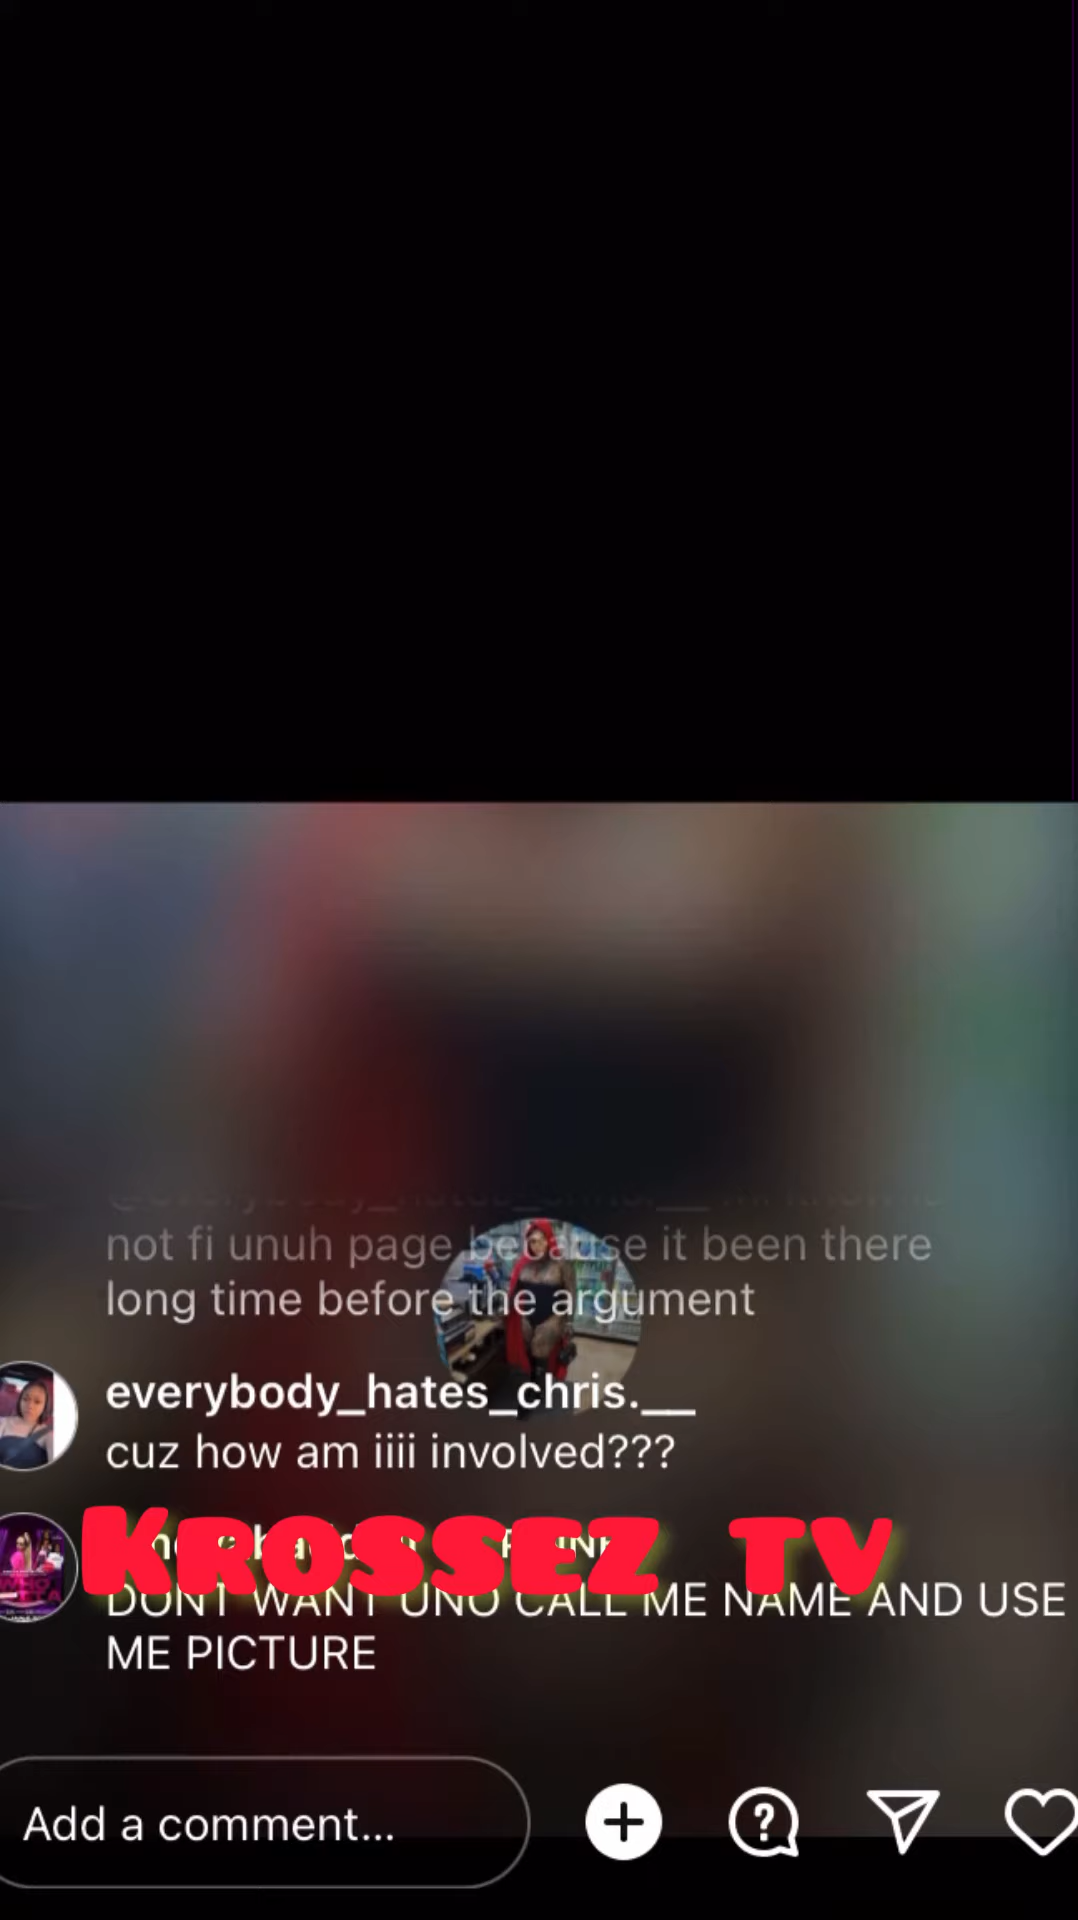 not fi unuh page because it been there
long time before the argument
everybody_hates_chris.__
cuz how am iiii involved???
KROSSEZ TV
DONT WANT UNO CALL ME NAME AND USE
ME PICTURE
Add a comment...